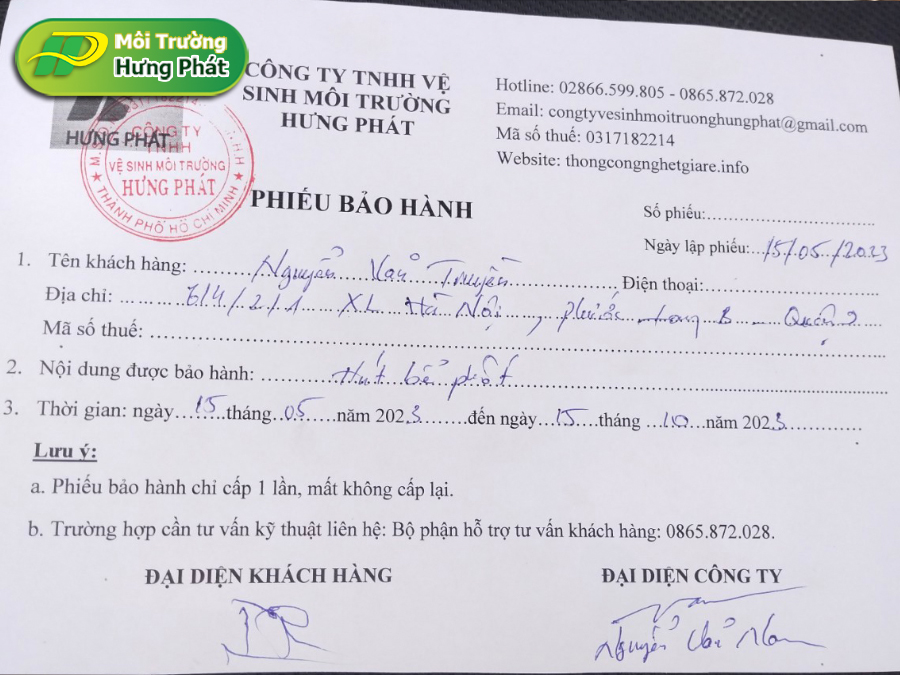 Môi Trường
Hưng Phát
HƯNG PHÁT
CÔNG TY
TNHH
VỆ SINH MÔI TRƯỜNG
HƯNG PHÁT
THÀNH PHỐ HỒ CHÍ MINH
CÔNG TY TNHH VỆ
SINH MÔI TRƯỜNG
HƯNG PHÁT
Hotline: 02866.599.805 - 0865.872.028
Email: congtyvesinhmoitruonghungphat@gmail.com
Mã số thuế: 0317182214
Website: thongcongnghetgiare.info
PHIẾU BẢO HÀNH
Số phiếu:
Ngày lập phiếu: 15/05/2023
1. Tên khách hàng: Nguyễn Văn Truyền, Điện thoại:
Địa chỉ: 614/2/1 XL Hà Nội, phước long B - Quận 9
Mã số thuế:
2. Nội dung được bảo hành: Hút bể phốt
3. Thời gian: ngày 15 tháng 05 năm 2023 đến ngày 15 tháng 10 năm 2023
Lưu ý:
a. Phiếu bảo hành chỉ cấp 1 lần, mất không cấp lại.
b. Trường hợp cần tư vấn kỹ thuật liên hệ: Bộ phận hỗ trợ tư vấn khách hàng: 0865.872.028.
ĐẠI DIỆN KHÁCH HÀNG
ĐẠI DIỆN CÔNG TY
Nguyễn Văn Nam